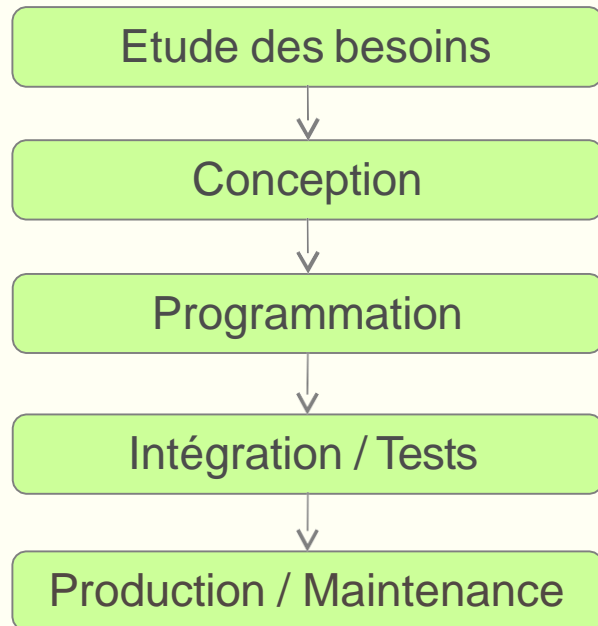 Etude des besoins
Conception
Programmation
Intégration / Tests
Production / Maintenance